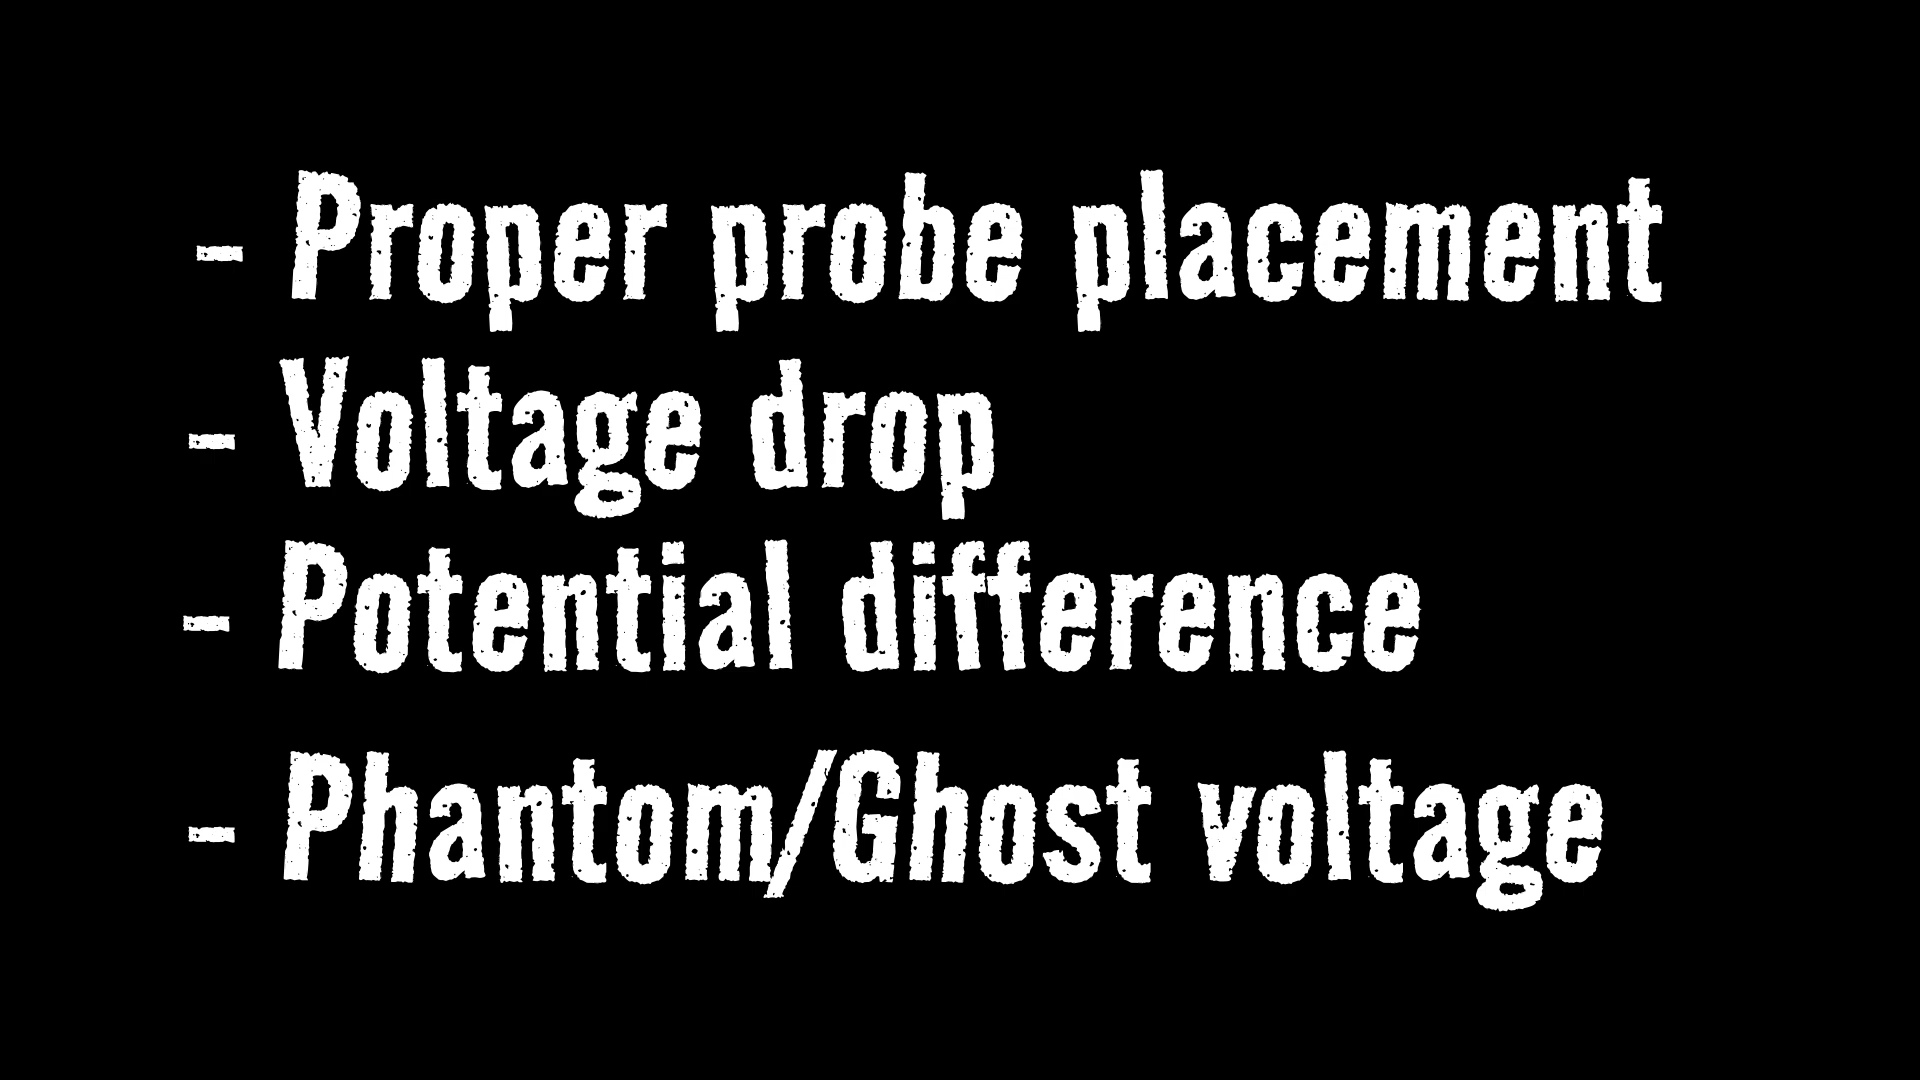 - Proper probe placement
- Voltage drop
- Potential difference
- Phantom/Ghost voltage